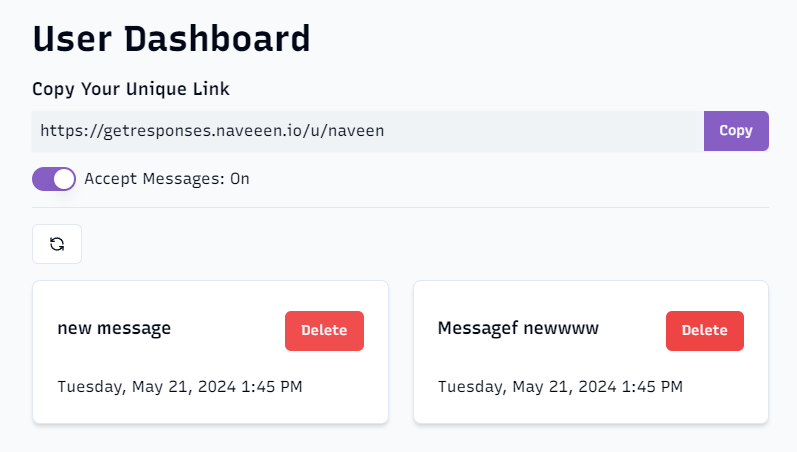 User Dashboard
Copy Your Unique Link
https://getresponses.naveeen.io/u/naveen
Copy
Accept Messages: On
new message
Delete
Tuesday, May 21, 2024 1:45 PM
Messagef newwww
Delete
Tuesday, May 21, 2024 1:45 PM